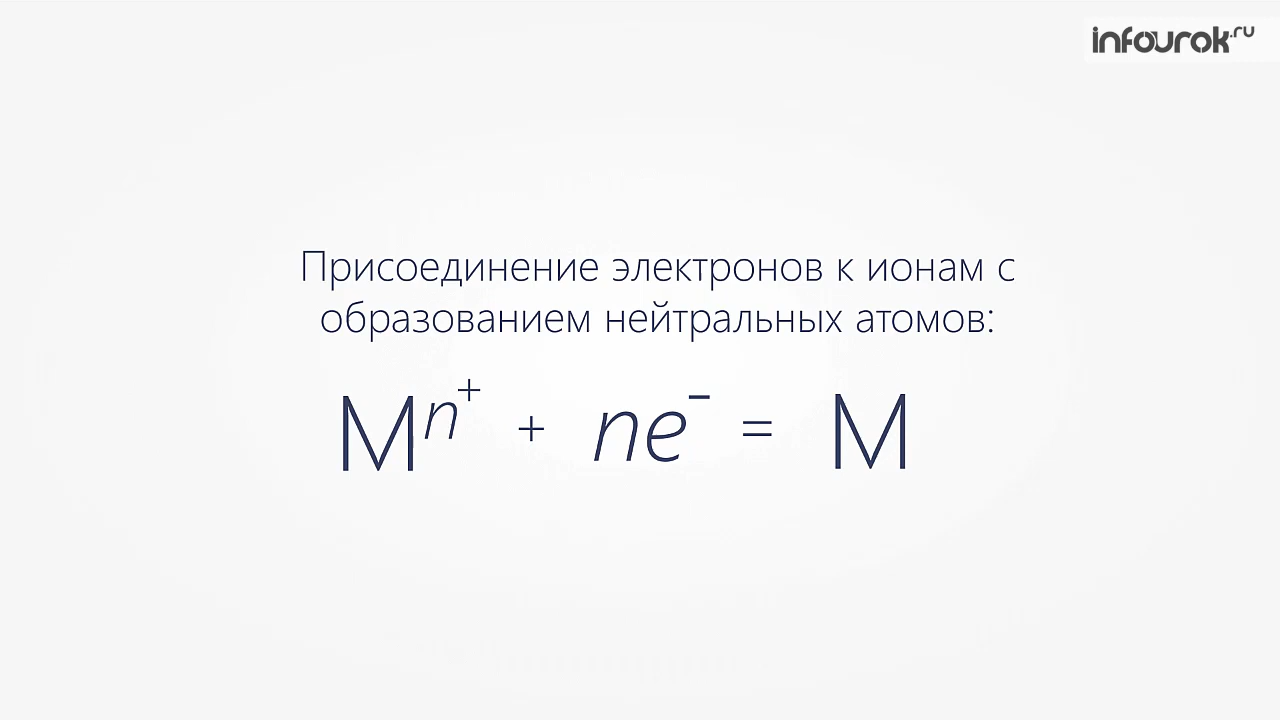 infourok.ru
Присоединение электронов к ионам с
образованием нейтральных атомов:
Mⁿ⁺ + ne⁻ = M